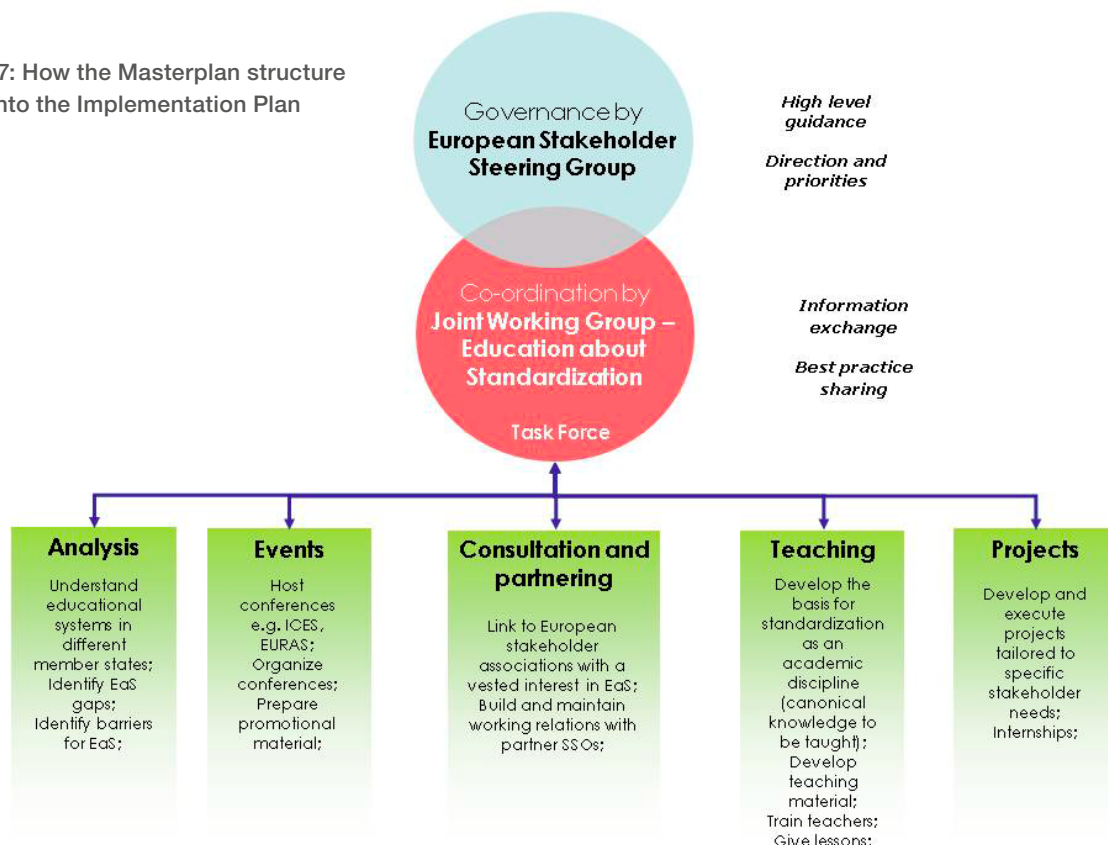 7: How the Masterplan structure
nto the Implementation Plan
Governance by
European Stakeholder
Steering Group
High level
guidance
Direction and
priorities
Co-ordination by
Joint Working Group –
Education about
Standardization
Task Force
Information
exchange
Best practice
sharing
Analysis
Understand
educational
systems in
different
member states;
Identify EaS
gaps;
Identify barriers
for EaS;
Events
Host
conferences
e.g. ICES,
EURAS;
Organize
conferences;
Prepare
promotional
material;
Consultation and
partnering
Link to European
stakeholder
associations with a
vested interest in EaS;
Build and maintain
working relations with
partner SSOs;
Teaching
Develop the
basis for
standardization
as an
academic
discipline
(canonical
knowledge to
be taught);
Develop
teaching
material;
Train teachers;
Give lessons;
Projects
Develop and
execute
projects
tailored to
specific
stakeholder
needs;
Internships;